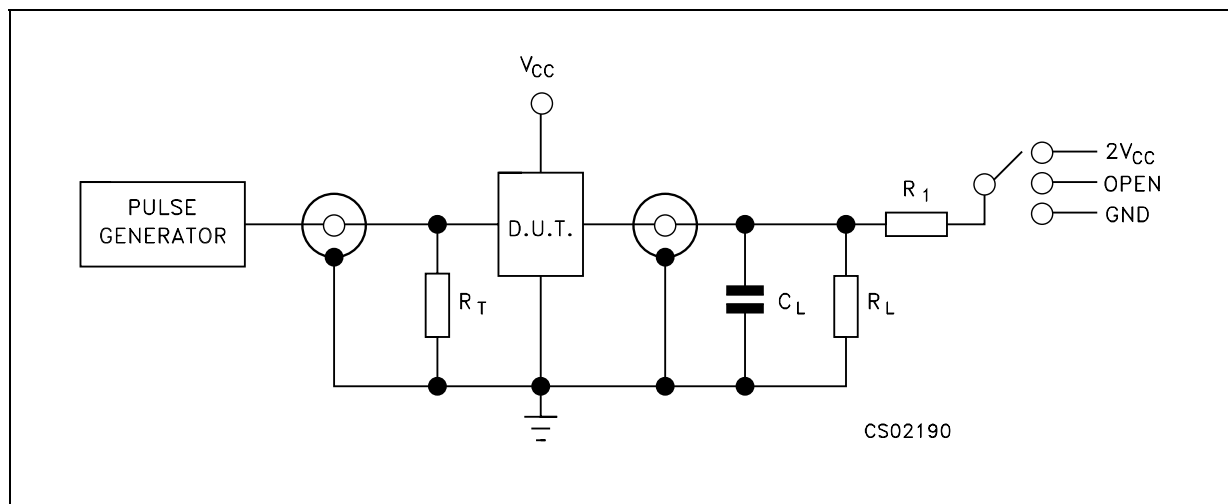 VCC
PULSE
GENERATOR
D.U.T.
RT
CL
RL
R1
2VCC
OPEN
GND
CS02190